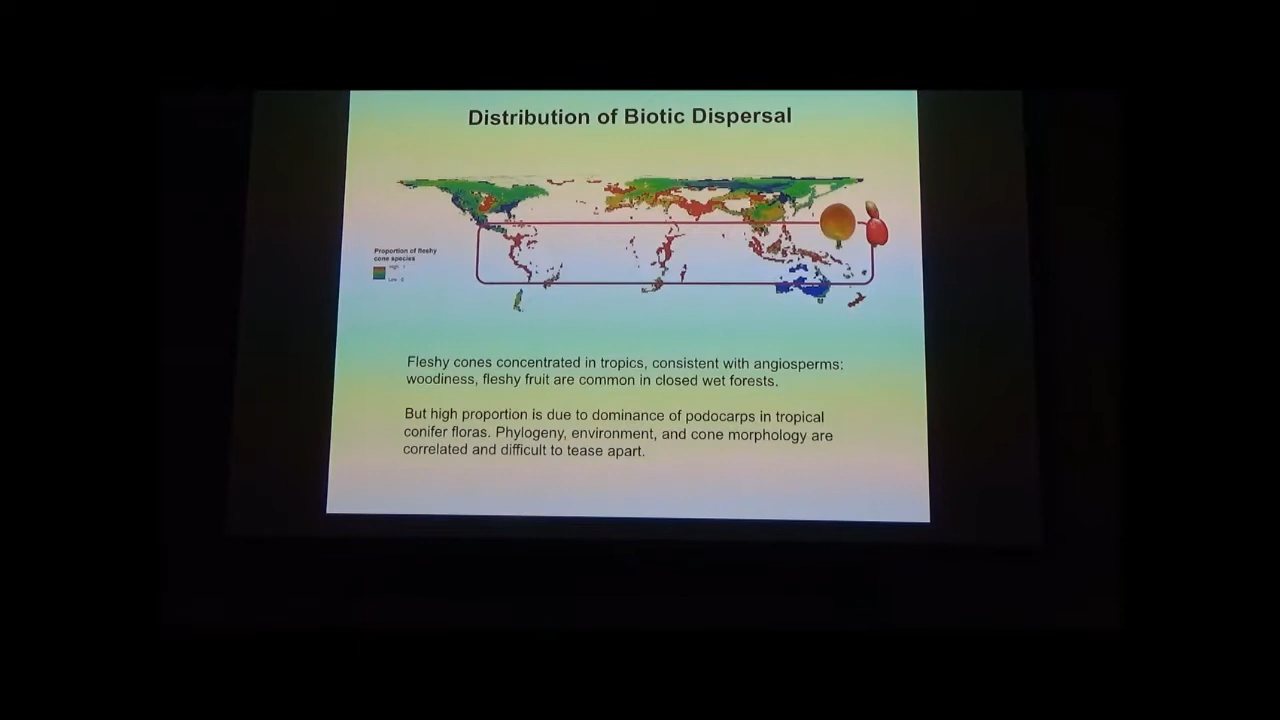 Distribution of Biotic Dispersal
Proportion of fleshy
cone species
High
Low
Fleshy cones concentrated in tropics, consistent with angiosperms;
woodiness, fleshy fruit are common in closed wet forests.
But high proportion is due to dominance of podocarps in tropical
conifer floras. Phylogeny, environment, and cone morphology are
correlated and difficult to tease apart.